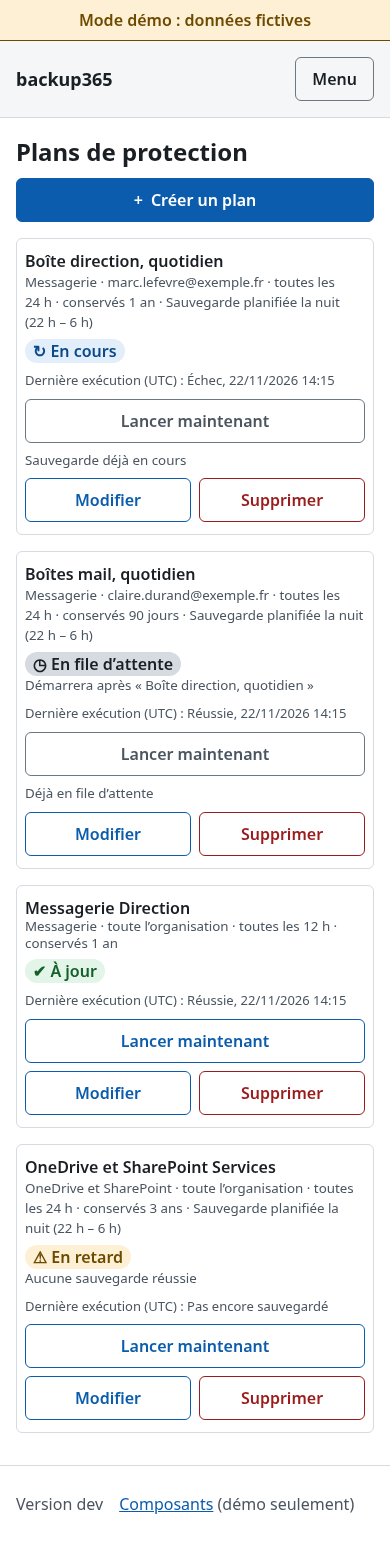 Mode démo : données fictives
backup365
Menu
Plans de protection
+ Créer un plan
Boîte direction, quotidien
Messagerie · marc.lefevre@exemple.fr · toutes les
24 h · conservés 1 an · Sauvegarde planifiée la nuit
(22 h – 6 h)
↻ En cours
Dernière exécution (UTC) : Échec, 22/11/2026 14:15
Lancer maintenant
Sauvegarde déjà en cours
Modifier
Supprimer
Boîtes mail, quotidien
Messagerie · claire.durand@exemple.fr · toutes les
24 h · conservés 90 jours · Sauvegarde planifiée la nuit
(22 h – 6 h)
◷ En file d’attente
Démarrera après « Boîte direction, quotidien »
Dernière exécution (UTC) : Réussie, 22/11/2026 14:15
Lancer maintenant
Déjà en file d’attente
Modifier
Supprimer
Messagerie Direction
Messagerie · toute l’organisation · toutes les 12 h ·
conservés 1 an
✔ À jour
Dernière exécution (UTC) : Réussie, 22/11/2026 14:15
Lancer maintenant
Modifier
Supprimer
OneDrive et SharePoint Services
OneDrive et SharePoint · toute l’organisation · toutes
les 24 h · conservés 3 ans · Sauvegarde planifiée la
nuit (22 h – 6 h)
⚠ En retard
Aucune sauvegarde réussie
Dernière exécution (UTC) : Pas encore sauvegardé
Lancer maintenant
Modifier
Supprimer
Version dev Composants (démo seulement)